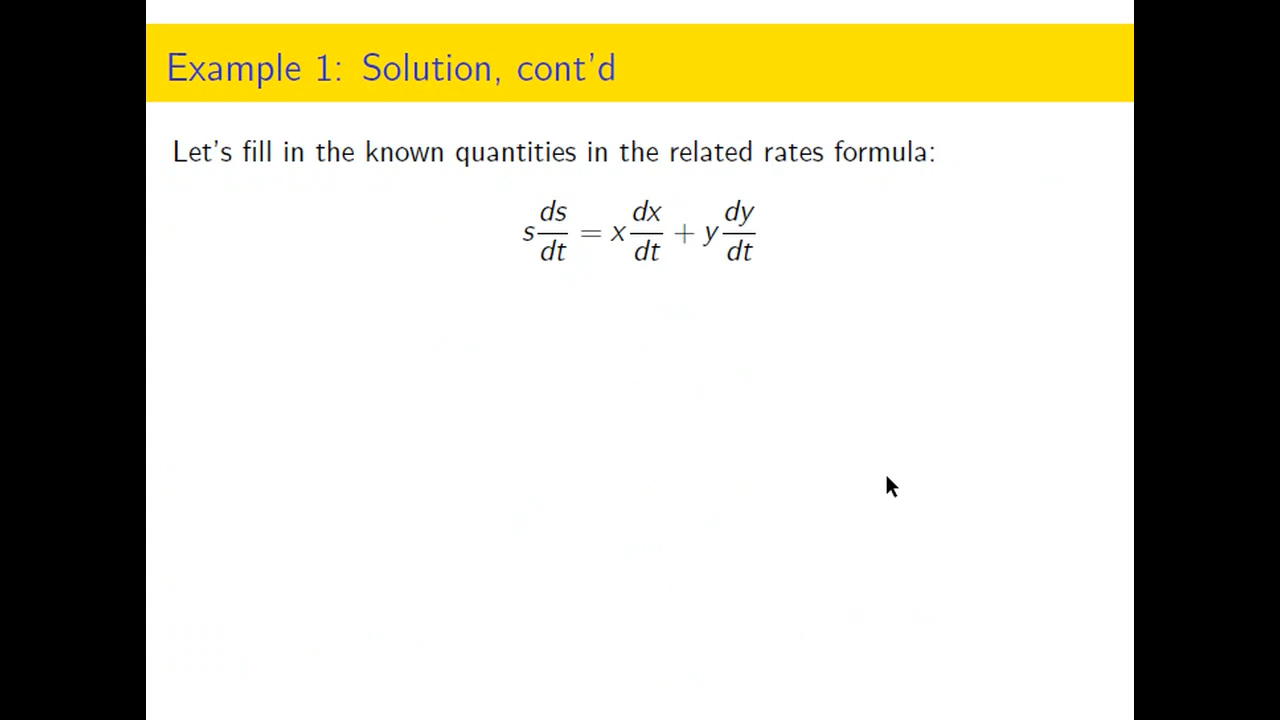 Example 1: Solution, cont'd
Let's fill in the known quantities in the related rates formula:
s ds/dt = x dx/dt + y dy/dt